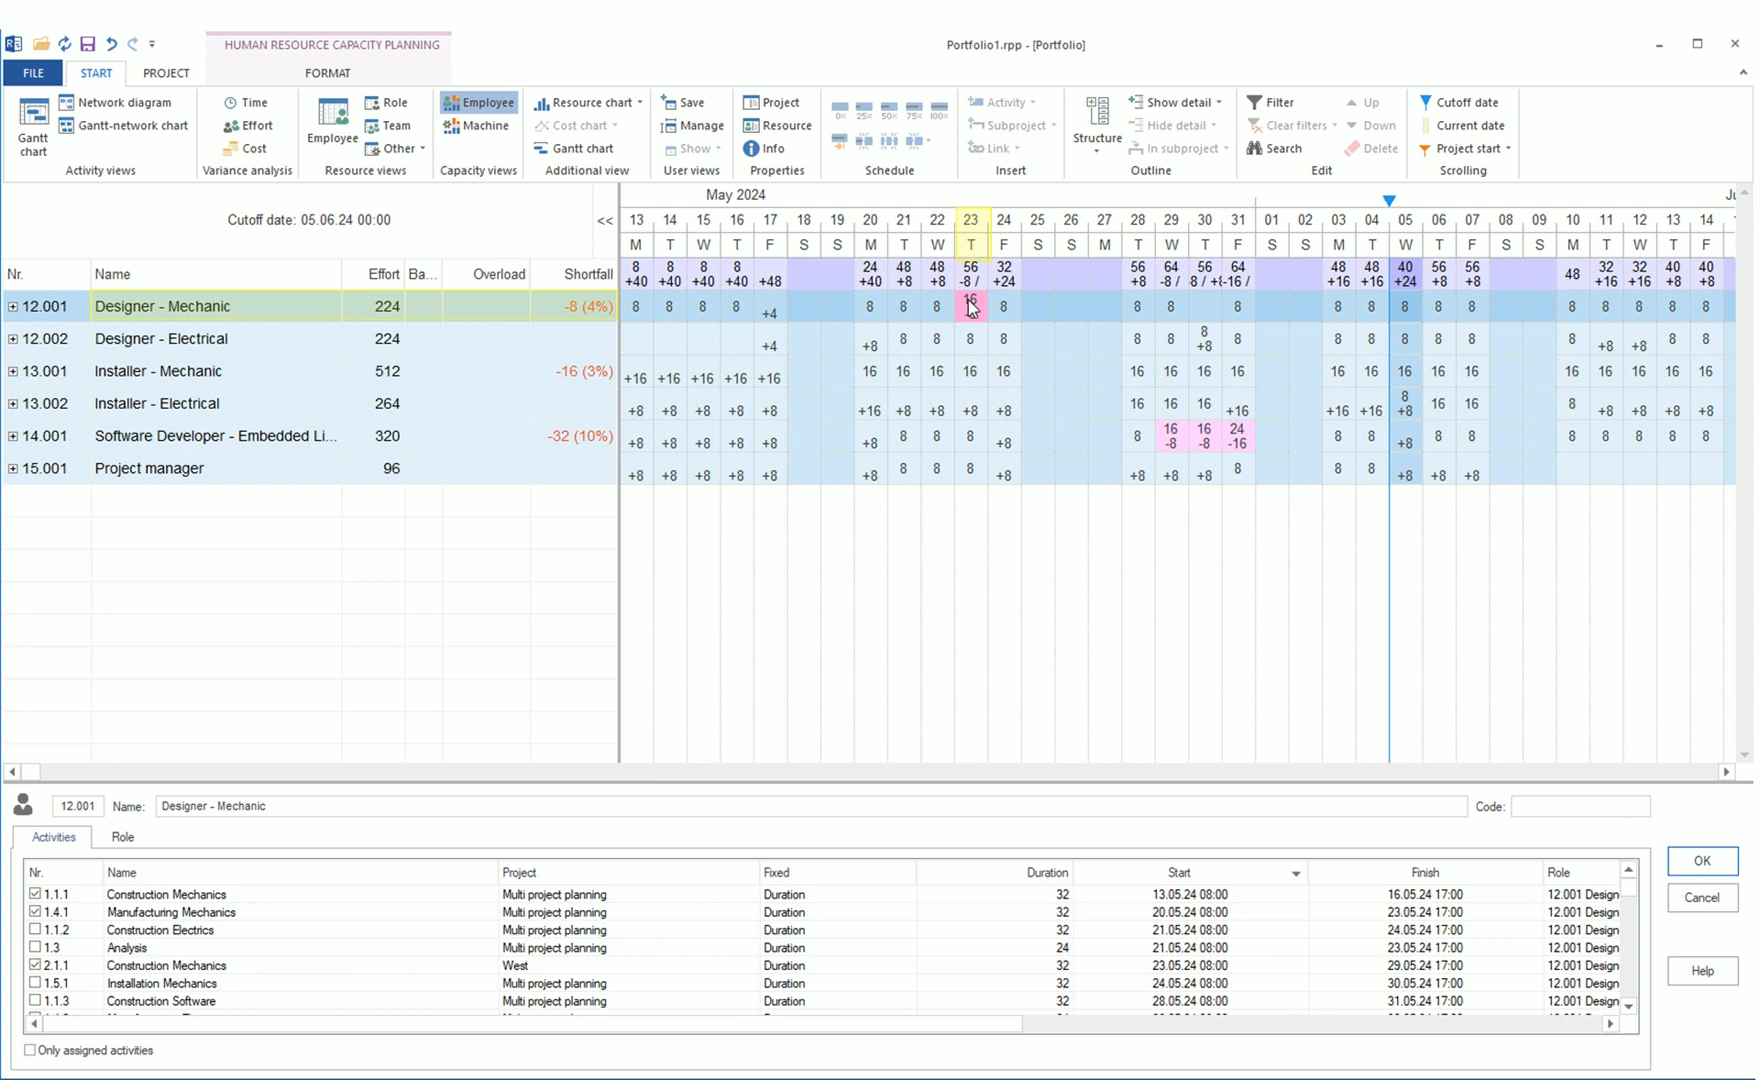 HUMAN RESOURCE CAPACITY PLANNING
Portfolio1.rpp - [Portfolio]
FILE START PROJECT FORMAT
Gantt chart
Network diagram
Gantt-network chart
Activity views
Time
Effort
Cost
Variance analysis
Employee
Role
Team
Other
Resource views
Employee
Machine
Capacity views
Resource chart
Cost chart
Gantt chart
Additional view
Save
Manage
Show
User views
Project
Resource
Info
Properties
0% 25% 50% 75% 100%
Schedule
Activity
Subproject
Link
Insert
Structure
Show detail
Hide detail
In subproject
Outline
Filter
Clear filters
Search
Up
Down
Delete
Edit
Cutoff date
Current date
Project start
Scrolling
Cutoff date: 05.06.24 00:00 <<
May 2024
13 14 15 16 17 18 19 20 21 22 23 24 25 26 27 28 29 30 31 01 02 03 04 05 06 07 08 09 10 11 12 13 14
M T W T F S S M T W T F S S M T W T F S S M T W T F S S M T W T F
Nr. Name Effort Ba... Overload Shortfall
8 8 8 8 24 48 48 56 32 56 64 / 56 64 48 48 40 56 56 48 32 32 40 40
+40 +40 +40 +40 +48 +40 +8 +8 -8 / +24 +8 -8 / -16 / +16 +16 +24 +8 +8 +16 +16 +8 +8
12.001 Designer - Mechanic 224 -8 (4%) 8 8 8 8 +4 8 8 8 16 8 8 8 8 8 8 8 8 8 8 8 8 8 8
12.002 Designer - Electrical 224 +4 +8 8 8 8 8 8 8 8 +8 8 8 8 8 8 8 8 +8 +8 8 8
13.001 Installer - Mechanic 512 -16 (3%) +16 +16 +16 +16 +16 16 16 16 16 16 16 16 16 16 16 16 16 16 16 16 16 16 16 16
13.002 Installer - Electrical 264 +8 +8 +8 +8 +8 +16 +8 +8 +8 +8 16 16 16 +16 +16 +16 8 +8 16 16 8 +8 +8 +8 +8
14.001 Software Developer - Embedded Li... 320 -32 (10%) +8 +8 +8 +8 +8 +8 8 8 8 +8 8 16 -8 16 -8 24 -16 8 8 +8 8 8 8 8 8 8 8
15.001 Project manager 96 +8 +8 +8 +8 +8 +8 8 8 8 +8 +8 +8 +8 8 8 8 +8 +8 +8
12.001 Name: Designer - Mechanic Code:
Activities Role
Nr. Name Project Fixed Duration Start Finish Role
1.1.1 Construction Mechanics Multi project planning Duration 32 13.05.24 08:00 16.05.24 17:00 12.001 Design
1.4.1 Manufacturing Mechanics Multi project planning Duration 32 20.05.24 08:00 23.05.24 17:00 12.001 Design
1.1.2 Construction Electrics Multi project planning Duration 32 21.05.24 08:00 24.05.24 17:00 12.001 Design
1.3 Analysis Multi project planning Duration 24 21.05.24 08:00 23.05.24 17:00 12.001 Design
2.1.1 Construction Mechanics West Duration 32 23.05.24 08:00 29.05.24 17:00 12.001 Design
1.5.1 Installation Mechanics Multi project planning Duration 32 24.05.24 08:00 30.05.24 17:00 12.001 Design
1.1.3 Construction Software Multi project planning Duration 32 28.05.24 08:00 31.05.24 17:00 12.001 Design
Only assigned activities
OK
Cancel
Help